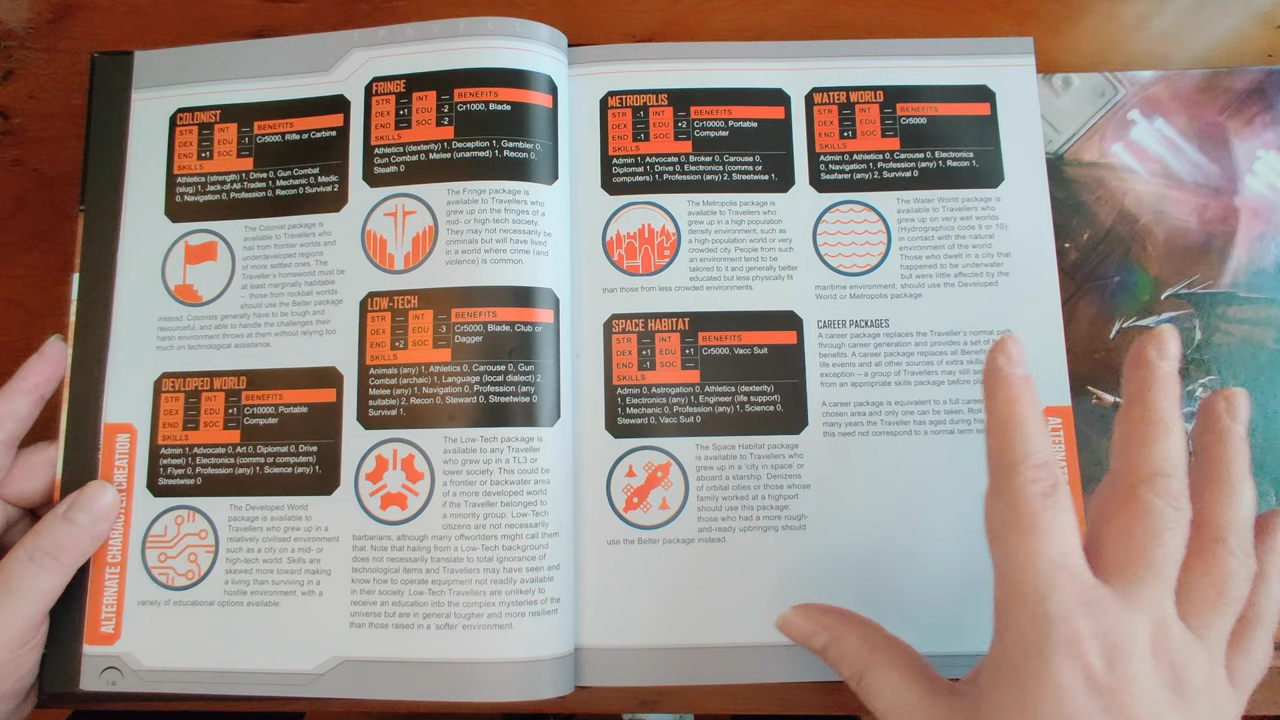 TRAVELL
COLONIST
STR — INT — BENEFITS
DEX — EDU -1 Cr5000, Rifle or Carbine
END +1 SOC —
SKILLS
Athletics (strength) 1, Drive 0, Gun Combat
(slug) 1, Jack-of-All-Trades 1, Mechanic 0, Medic
0, Navigation 0, Profession 0, Recon 0 Survival 2
The Colonist package is
available to Travellers who
hail from frontier worlds and
underdeveloped regions
of more settled ones. The
Traveller's homeworld must be
at least marginally habitable
– those from rockball worlds
should use the Belter package
instead. Colonists generally have to be tough and
resourceful, and able to handle the challenges their
harsh environment throws at them without relying too
much on technological assistance.
DEVLOPED WORLD
STR — INT — BENEFITS
DEX — EDU +1 Cr10000, Portable
END — SOC — Computer
SKILLS
Admin 1, Advocate 0, Art 0, Diplomat 0, Drive
(wheel) 1, Electronics (comms or computers)
1, Flyer 0, Profession (any) 1, Science (any) 1,
Streetwise 0
The Developed World
package is available to
Travellers who grew up in a
relatively civilised environment
such as a city on a mid- or
high-tech world. Skills are
skewed more toward making
a living than surviving in a
hostile environment, with a
variety of educational options available.
FRINGE
STR — INT — BENEFITS
DEX +1 EDU -2 Cr1000, Blade
END — SOC -2
SKILLS
Athletics (dexterity) 1, Deception 1, Gambler 0,
Gun Combat 0, Melee (unarmed) 1, Recon 0,
Stealth 0
The Fringe package is
available to Travellers who
grew up on the fringes of a
mid- or high-tech society.
They may not necessarily be
criminals but will have lived
in a world where crime (and
violence) is common.
LOW-TECH
STR — INT — BENEFITS
DEX — EDU -3 Cr5000, Blade, Club or
END +2 SOC — Dagger
SKILLS
Animals (any) 1, Athletics 0, Carouse 0, Gun
Combat (archaic) 1, Language (local dialect) 2,
Melee (any) 1, Navigation 0, Profession (any
suitable) 2, Recon 0, Steward 0, Streetwise 0
Survival 1,
The Low-Tech package is
available to any Traveller
who grew up in a TL3 or
lower society. This could be
a frontier or backwater area
of a more developed world
if the Traveller belonged to
a minority group. Low-Tech
citizens are not necessarily
barbarians, although many offworlders might call them
that. Note that hailing from a Low-Tech background
does not necessarily translate to total ignorance of
technological items and Travellers may have seen and
know how to operate equipment not readily available
in their society. Low-Tech Travellers are unlikely to
receive an education into the complex mysteries of the
universe but are in general tougher and more resilient
than those raised in a 'softer' environment.
ALTERNATE CHARACTER CREATION
16
METROPOLIS
STR -1 INT — BENEFITS
DEX — EDU +2 Cr10000, Portable
END -1 SOC — Computer
SKILLS
Admin 1, Advocate 0, Broker 0, Carouse 0,
Diplomat 1, Drive 0, Electronics (comms or
computers) 1, Profession (any) 2, Streetwise 1,
The Metropolis package is
available to Travellers who
grew up in a high population
density environment, such as
a high-population world or very
crowded city. People from such
an environment tend to be
tailored to it and generally better
educated but less physically fit
than those from less crowded environments.
SPACE HABITAT
STR — INT — BENEFITS
DEX +1 EDU +1 Cr5000, Vacc Suit
END -1 SOC —
SKILLS
Admin 0, Astrogation 0, Athletics (dexterity)
1, Electronics (any) 1, Engineer (life support)
1, Mechanic 0, Profession (any) 1, Science 0,
Steward 0, Vacc Suit 0
The Space Habitat package
is available to Travellers who
grew up in a 'city in space' or
aboard a starship. Denizens
of orbital cities or those whose
family worked at a highport
should use this package;
those who had a more rough-
and-ready upbringing should
use the Belter package instead.
WATER WORLD
STR — INT — BENEFITS
DEX — EDU — Cr5000
END +1 SOC —
SKILLS
Admin 0, Athletics 0, Carouse 0, Electronics
0, Navigation 1, Profession (any) 1, Recon 1,
Seafarer (any) 2, Survival 0
The Water World package is
available to Travellers who
grew up on very wet worlds
(Hydrographics code 9 or 10),
in contact with the natural
environment of the world.
Those who dwelt in a city that
happened to be underwater
but were little affected by the
maritime environment, should use the Developed
World or Metropolis package.
CAREER PACKAGES
A career package replaces the Traveller's normal path
through career generation and provides a set of
benefits. A career package replaces all Benefit
life events and all other sources of extra skills
exception – a group of Travellers may still
from an appropriate skills package before
A career package is equivalent to a full career
chosen area and only one can be taken. Roll
many years the Traveller has aged during his
this need not correspond to a normal term
ALTERNAT